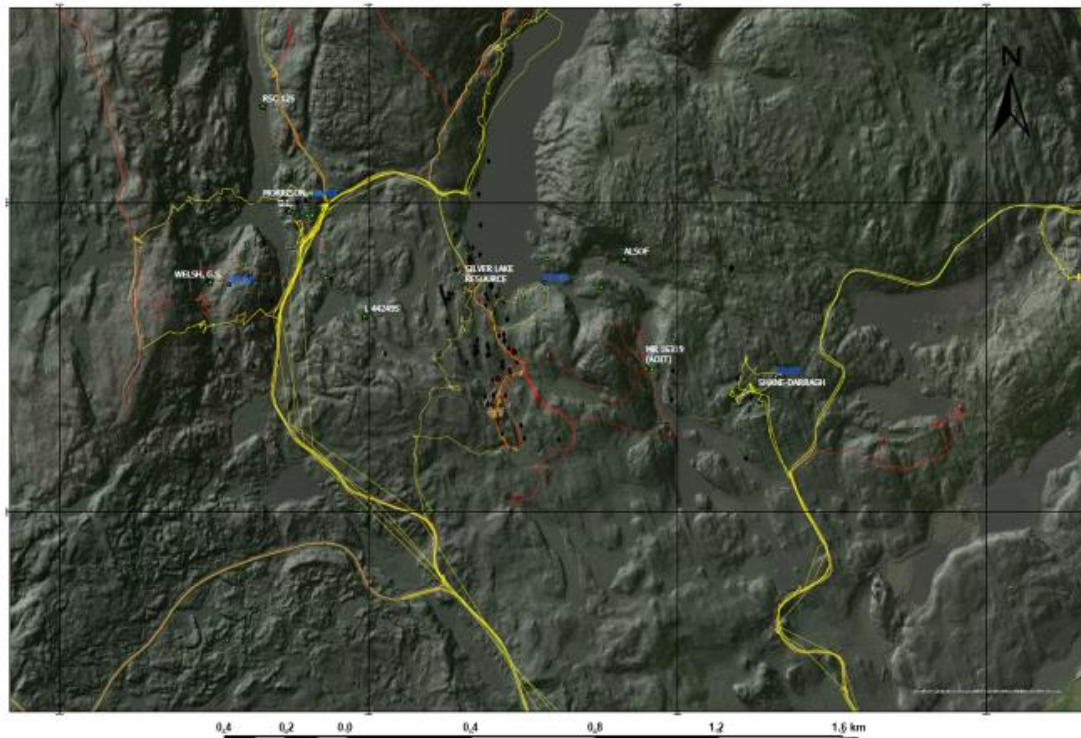 N
RSC 125
MORRISON
ALSOF
SILVER LAKE
RESOURCE
WELSH, G.S.
L 442495
MR 16319
(ADIT)
SHANE-DARRAGH
0.4 0.2 0.0 0.4 0.8 1.2 1.6 km